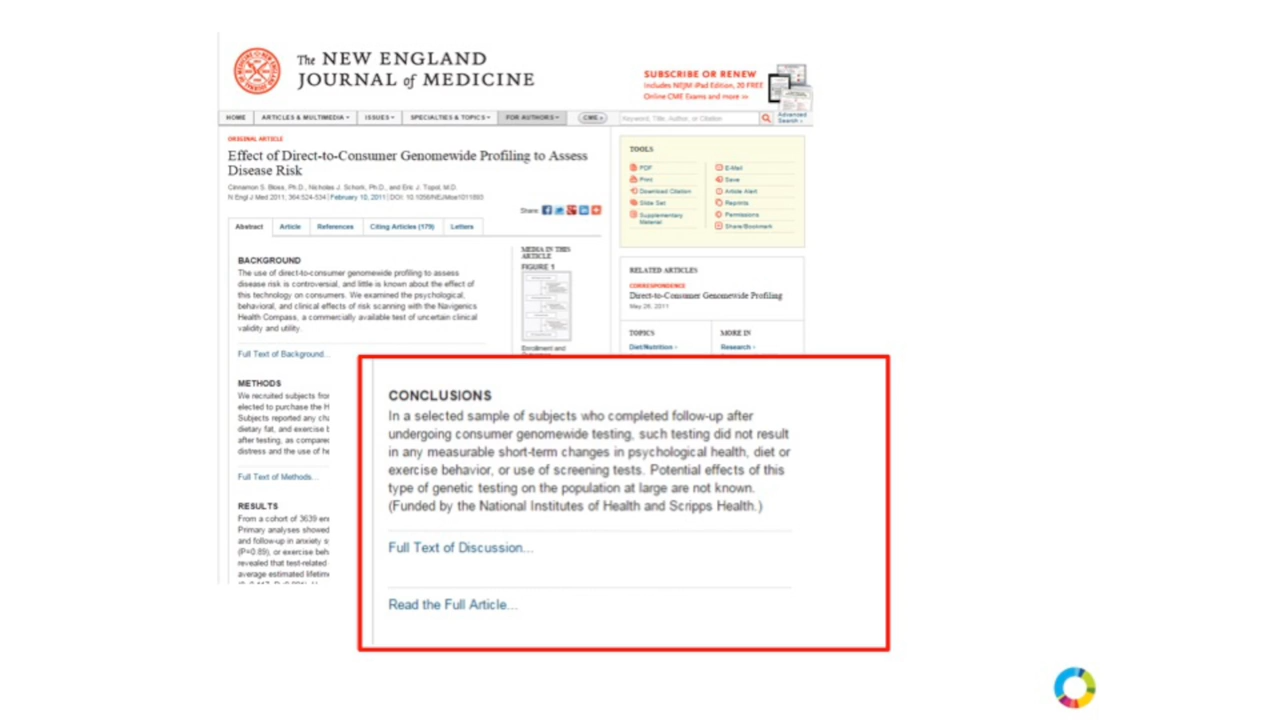 The NEW ENGLAND
JOURNAL of MEDICINE
SUBSCRIBE OR RENEW
Includes NEJM iPad Edition, 20 FREE
Online CME Exams and more »
HOME
ARTICLES & MULTIMEDIA
ISSUES
SPECIALTIES & TOPICS
FOR AUTHORS
CME »
Keyword, Title, Author, or Citation
Advanced
Search ›
ORIGINAL ARTICLE
Effect of Direct-to-Consumer Genomewide Profiling to Assess
Disease Risk
Cinnamon S. Bloss, Ph.D., Nicholas J. Schork, Ph.D., and Eric J. Topol, M.D.
N Engl J Med 2011; 364:524-534 | February 10, 2011 | DOI: 10.1056/NEJMoa1011893
Share:
Abstract
Article
References
Citing Articles (179)
Letters
BACKGROUND
The use of direct-to-consumer genomewide profiling to assess
disease risk is controversial, and little is known about the effect of
this technology on consumers. We examined the psychological,
behavioral, and clinical effects of risk scanning with the Navigenics
Health Compass, a commercially available test of uncertain clinical
validity and utility.
Full Text of Background...
METHODS
We recruited subjects from
elected to purchase the H
Subjects reported any cha
dietary fat, and exercise b
after testing, as compared
distress and the use of he
Full Text of Methods...
RESULTS
From a cohort of 3639 enr
Primary analyses showed
and follow-up in anxiety sy
(P=0.89), or exercise beh
revealed that test-related
average estimated lifetime
MEDIA IN THIS
ARTICLE
FIGURE 1
Enrollment and
TOOLS
PDF
Print
Download Citation
Slide Set
Supplementary
Material
E-Mail
Save
Article Alert
Reprints
Permissions
Share/Bookmark
RELATED ARTICLES
CORRESPONDENCE
Direct-to-Consumer Genomewide Profiling
May 26, 2011
TOPICS
Diet/Nutrition ›
MORE IN
Research ›
CONCLUSIONS
In a selected sample of subjects who completed follow-up after
undergoing consumer genomewide testing, such testing did not result
in any measurable short-term changes in psychological health, diet or
exercise behavior, or use of screening tests. Potential effects of this
type of genetic testing on the population at large are not known.
(Funded by the National Institutes of Health and Scripps Health.)
Full Text of Discussion...
Read the Full Article...